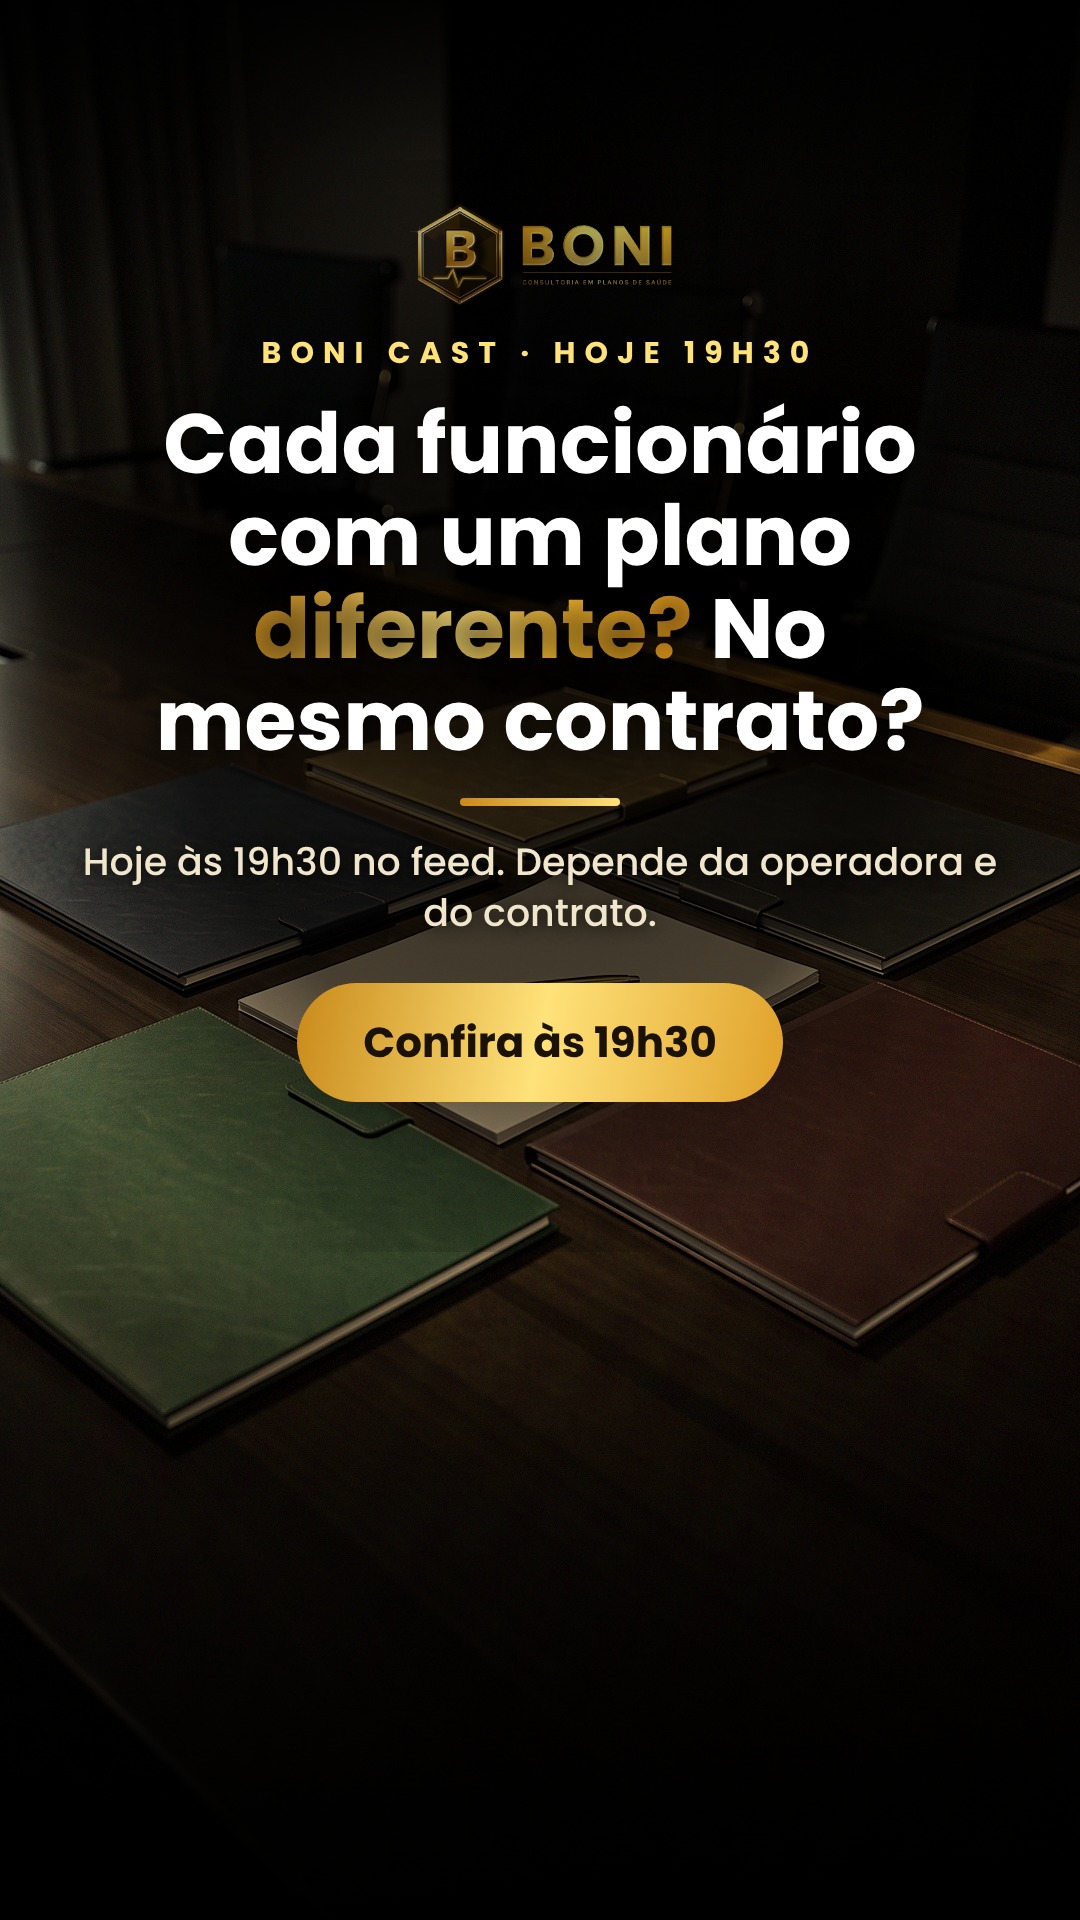 B
BONI
CONSULTORIA EM PLANOS DE SAÚDE
BONI CAST · HOJE 19H30
Cada funcionário
com um plano
diferente? No
mesmo contrato?
Hoje às 19h30 no feed. Depende da operadora e
do contrato.
Confira às 19h30